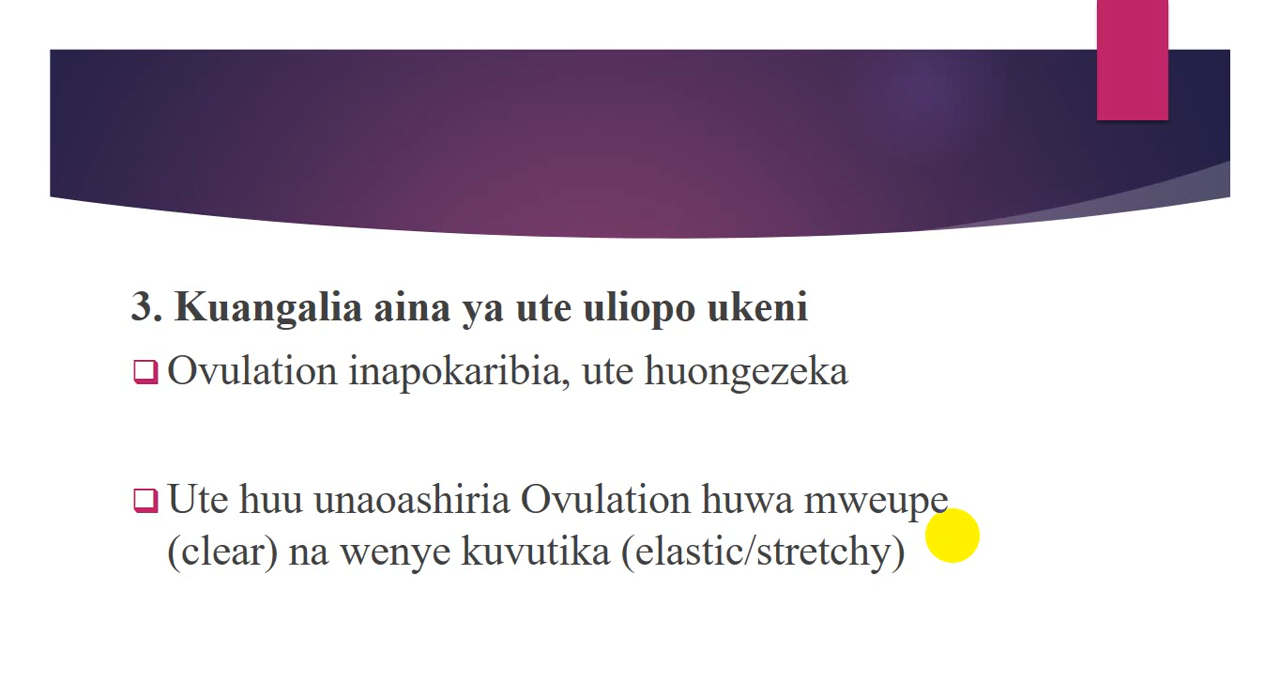 3. Kuangalia aina ya ute uliopo ukeni
Ovulation inapokaribia, ute huongezeka
Ute huu unaoashiria Ovulation huwa mweupe
(clear) na wenye kuvutika (elastic/stretchy)